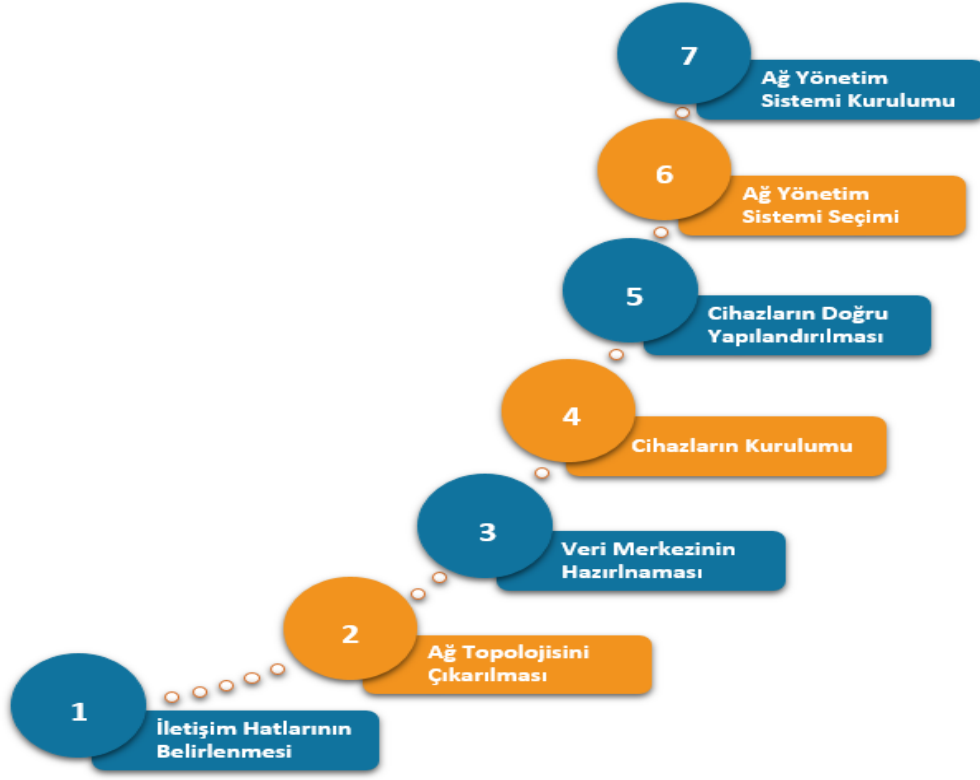 7
Ağ Yönetim
Sistemi Kurulumu
6
Ağ Yönetim
Sistemi Seçimi
5
Cihazların Doğru
Yapılandırılması
4
Cihazların Kurulumu
3
Veri Merkezinin
Hazırlnaması
2
Ağ Topolojisini
Çıkarılması
1
İletişim Hatlarının
Belirlenmesi